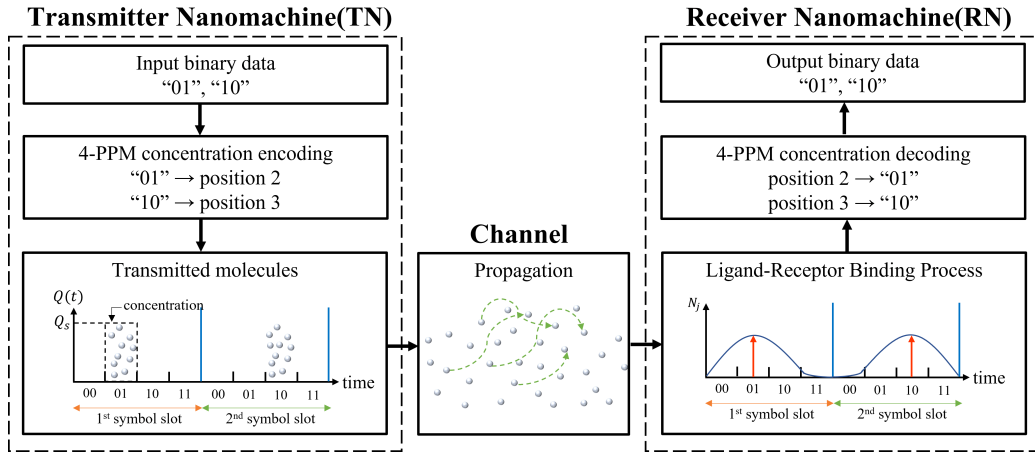 Transmitter Nanomachine(TN)
Input binary data
“01”, “10”
4-PPM concentration encoding
“01” → position 2
“10” → position 3
Transmitted molecules
Q(t)
concentration
Q_s
00 01 10 11 00 01 10 11
time
1st symbol slot 2nd symbol slot
Channel
Propagation
Receiver Nanomachine(RN)
Output binary data
“01”, “10”
4-PPM concentration decoding
position 2 → “01”
position 3 → “10”
Ligand-Receptor Binding Process
N_j
00 01 10 11 00 01 10 11
time
1st symbol slot 2nd symbol slot